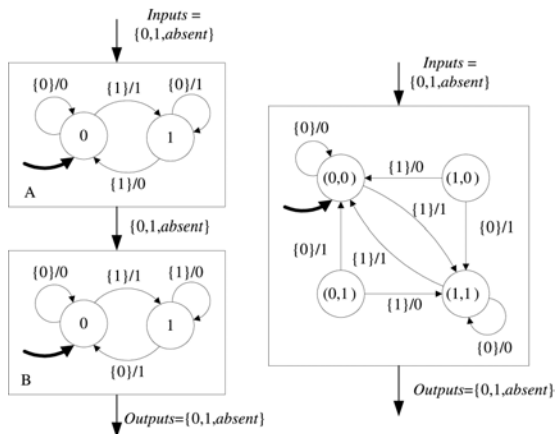 Inputs =
{0,1,absent}
{0}/0
{1}/1
{0}/1
0
1
{1}/0
A
{0,1,absent}
{0}/0
{1}/1
{1}/0
0
1
{0}/1
B
Outputs={0,1,absent}
Inputs =
{0,1,absent}
{0}/0
(0,0)
{1}/0
(1,0)
{1}/1
{0}/1
{0}/1
{1}/1
(0,1)
{1}/0
(1,1)
{0}/0
Outputs={0,1,absent}